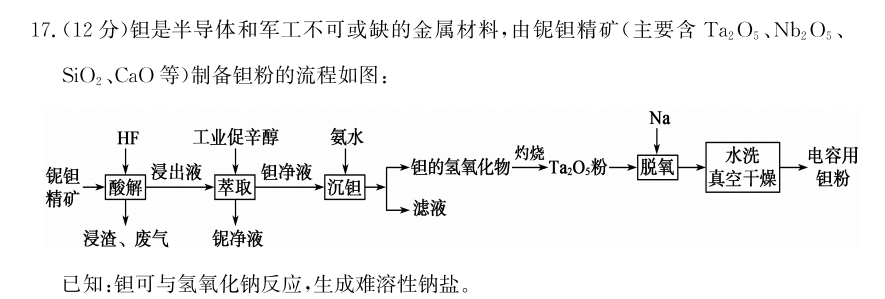 17.(12分)钽是半导体和军工不可或缺的金属材料,由铌钽精矿(主要含 Ta₂O₅、Nb₂O₅、
SiO₂、CaO 等)制备钽粉的流程如图:
HF 工业促辛醇 氨水 Na
铌钽精矿 酸解 浸出液 萃取 钽净液 沉钽 钽的氢氧化物 灼烧 Ta₂O₅粉 脱氧 水洗 真空干燥 电容用钽粉
滤液
浸渣、废气 铌净液
已知:钽可与氢氧化钠反应,生成难溶性钠盐。